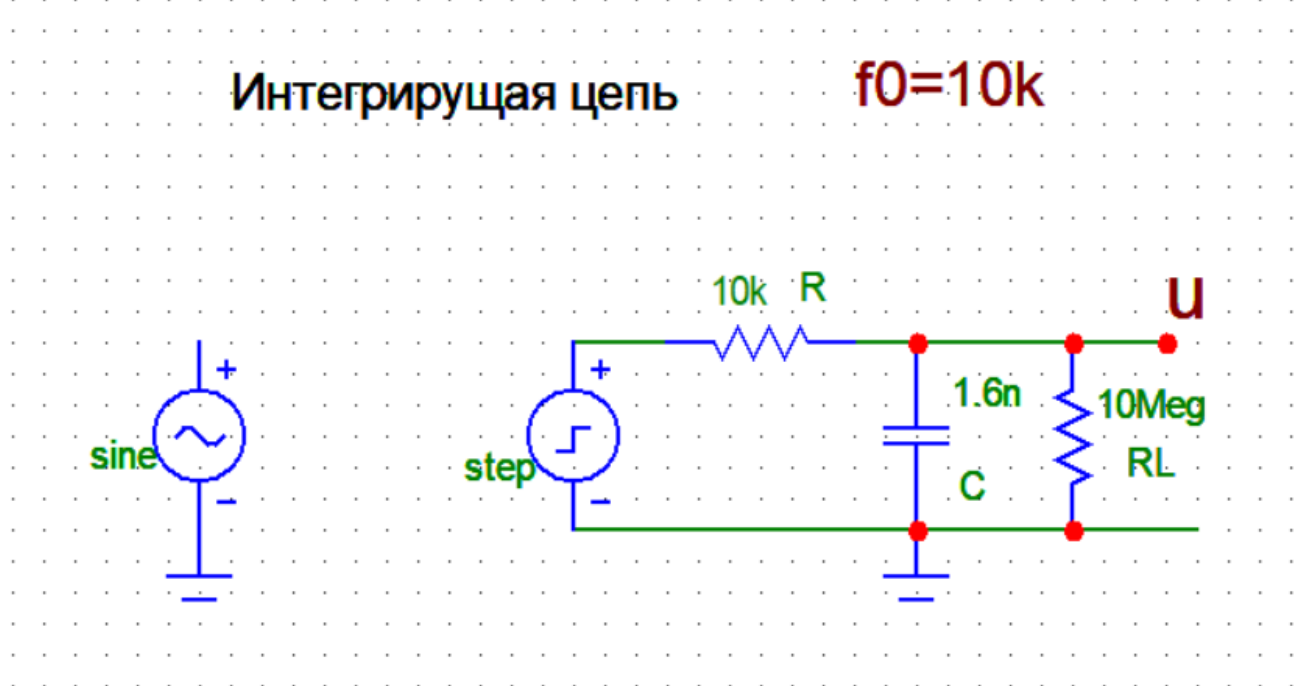 Интегрирущая цепь f0=10k
10k R u
+ +
1.6n 10Meg
sine step C RL
- -